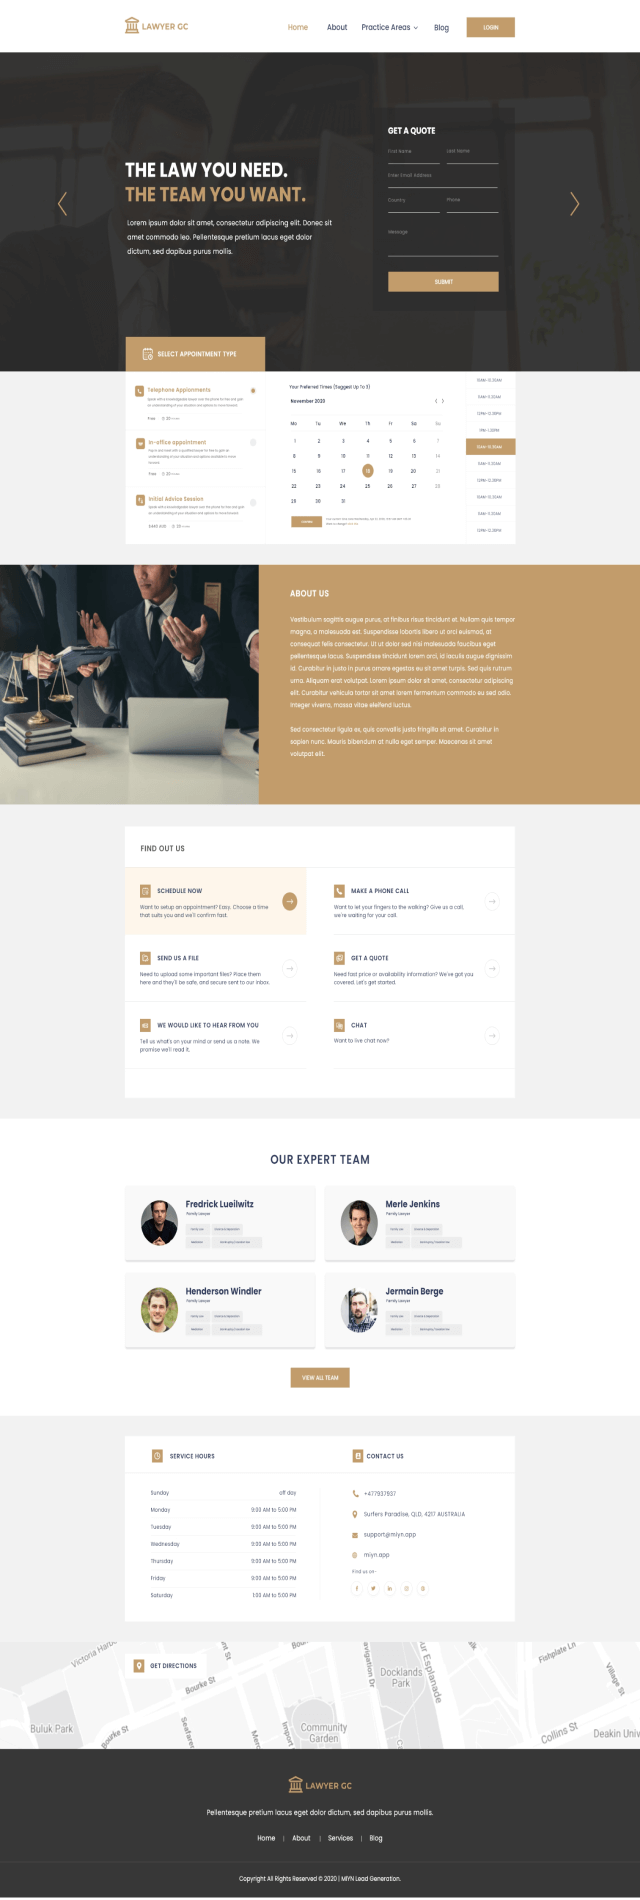 LAWYER GC
Home About Practice Areas Blog LOGIN
THE LAW YOU NEED.
THE TEAM YOU WANT.
Lorem ipsum dolor sit amet, consectetur adipiscing elit. Donec sit
amet commodo leo. Pellentesque pretium lacus eget dolor
dictum, sed dapibus purus mollis.
GET A QUOTE
First Name Last Name
Enter Email Address
Country Phone
Message
SUBMIT
SELECT APPOINTMENT TYPE
Telephone Appionments
Free
In-office appointment
Free
Initial Advice Session
Your Preferred Times (Suggest Up To 3)
November 2020
Mo Tu We Th Fr Sa Su
1 2 3 4 5 6 7
8 9 10 11 12 13 14
15 16 17 18 19 20 21
22 23 24 25 26 27 28
29 30 31
ABOUT US
Vestibulum sagittis augue purus, at finibus risus tincidunt et. Nullam quis tempor
magna, a malesuada est. Suspendisse lobortis libero ut orci euismod, at
consequat felis consectetur. Ut ut dolor sed nisi malesuada faucibus eget
pellentesque lacus. Suspendisse tincidunt lorem orci, id iaculis augue dignissim
id. Curabitur in justo in purus ornare egestas eu sit amet turpis. Sed quis rutrum
urna. Aliquam erat volutpat. Lorem ipsum dolor sit amet, consectetur adipiscing
elit. Curabitur vehicula tortor sit amet lorem fermentum commodo eu sed odio.
Integer viverra, massa vitae eleifend luctus.
Sed consectetur ligula ex, quis convallis justo fringilla sit amet. Curabitur in
sapien nunc. Mauris bibendum at nulla eget semper. Maecenas sit amet
volutpat elit.
FIND OUT US
SCHEDULE NOW
Want to setup an appointment? Easy. Choose a time
that suits you and we'll confirm fast.
MAKE A PHONE CALL
Want to let your fingers to the walking? Give us a call,
we're waiting for your call.
SEND US A FILE
Need to upload some important files? Place them
here and they'll be safe, and secure sent to our inbox.
GET A QUOTE
Need fast price or availability information? We've got you
covered. Let's get started.
WE WOULD LIKE TO HEAR FROM YOU
Tell us what's on your mind or send us a note. We
promise we'll read it.
CHAT
Want to live chat now?
OUR EXPERT TEAM
Fredrick Lueilwitz
Family Lawyer
Merle Jenkins
Family Lawyer
Henderson Windler
Family Lawyer
Jermain Berge
Family Lawyer
VIEW ALL TEAM
SERVICE HOURS
Sunday off day
Monday 9:00 AM to 5:00 PM
Tuesday 9:00 AM to 5:00 PM
Wednesday 9:00 AM to 5:00 PM
Thursday 9:00 AM to 5:00 PM
Friday 9:00 AM to 5:00 PM
Saturday 1:00 AM to 5:00 PM
CONTACT US
+477937937
Surfers Paradise, QLD, 4217 AUSTRALIA
support@miyn.app
miyn.app
Find us on-
GET DIRECTIONS
Bourke St
Navigation Dr
Docklands
Park
Fishplate Ln
Village St
Buluk Park
Bourke St
Community
Garden
Collins St
Deakin Univ
LAWYER GC
Pellentesque pretium lacus eget dolor dictum, sed dapibus purus mollis.
Home | About | Services | Blog
Copyright All Rights Reserved © 2020 | MIYN Lead Generation.